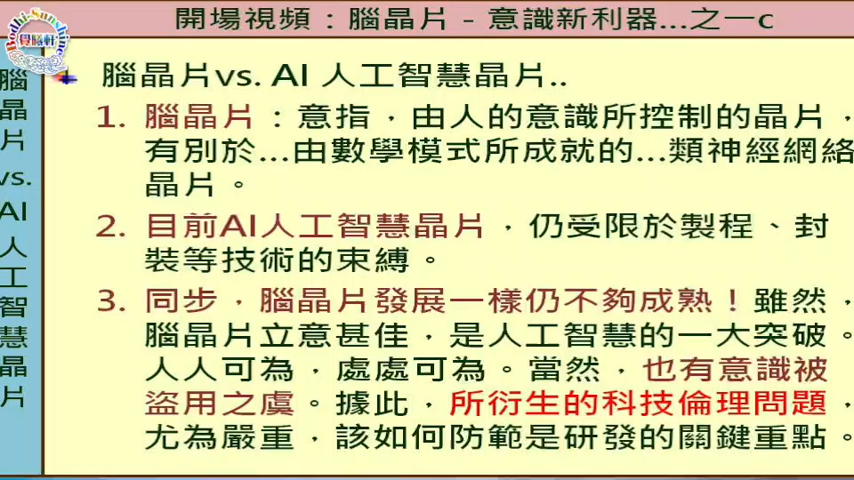 開場視頻：腦晶片 - 意識新利器...之一c
Bodhi-Sunshine
覺曦軒
腦晶片vs. AI 人工智慧晶片
腦晶片vs. AI 人工智慧晶片..
1. 腦晶片：意指，由人的意識所控制的晶片，
有別於...由數學模式所成就的...類神經網絡
晶片。
2. 目前AI人工智慧晶片，仍受限於製程、封
裝等技術的束縛。
3. 同步，腦晶片發展一樣仍不夠成熟！雖然，
腦晶片立意甚佳，是人工智慧的一大突破。
人人可為，處處可為。當然，也有意識被
盜用之虞。據此，所衍生的科技倫理問題，
尤為嚴重，該如何防範是研發的關鍵重點。